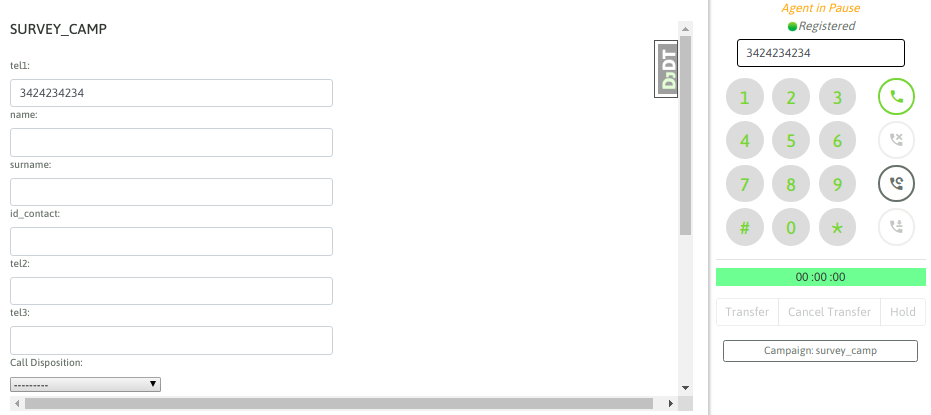 SURVEY_CAMP
tel1:
3424234234
name:
surname:
id_contact:
tel2:
tel3:
Call Disposition:
---------
DJDT
Agent in Pause
Registered
3424234234
1 2 3
4 5 6
7 8 9
# 0 *
00 :00 :00
Transfer Cancel Transfer Hold
Campaign: survey_camp